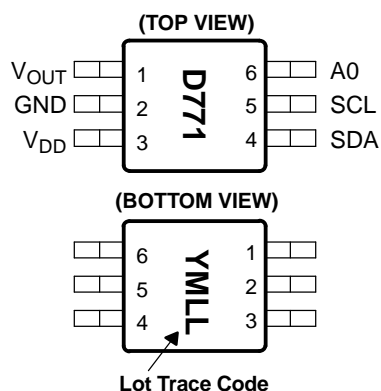 (TOP VIEW)
VOUT 1 D771 6 A0
GND 2 5 SCL
VDD 3 4 SDA
(BOTTOM VIEW)
6 YMLL 1
5 2
4 3
Lot Trace Code